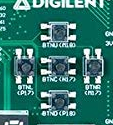 DIGILENT
BTNU(M18)
BTNC(N17)
BTNL
(P17)
BTNR
(M17)
BTND(P18)